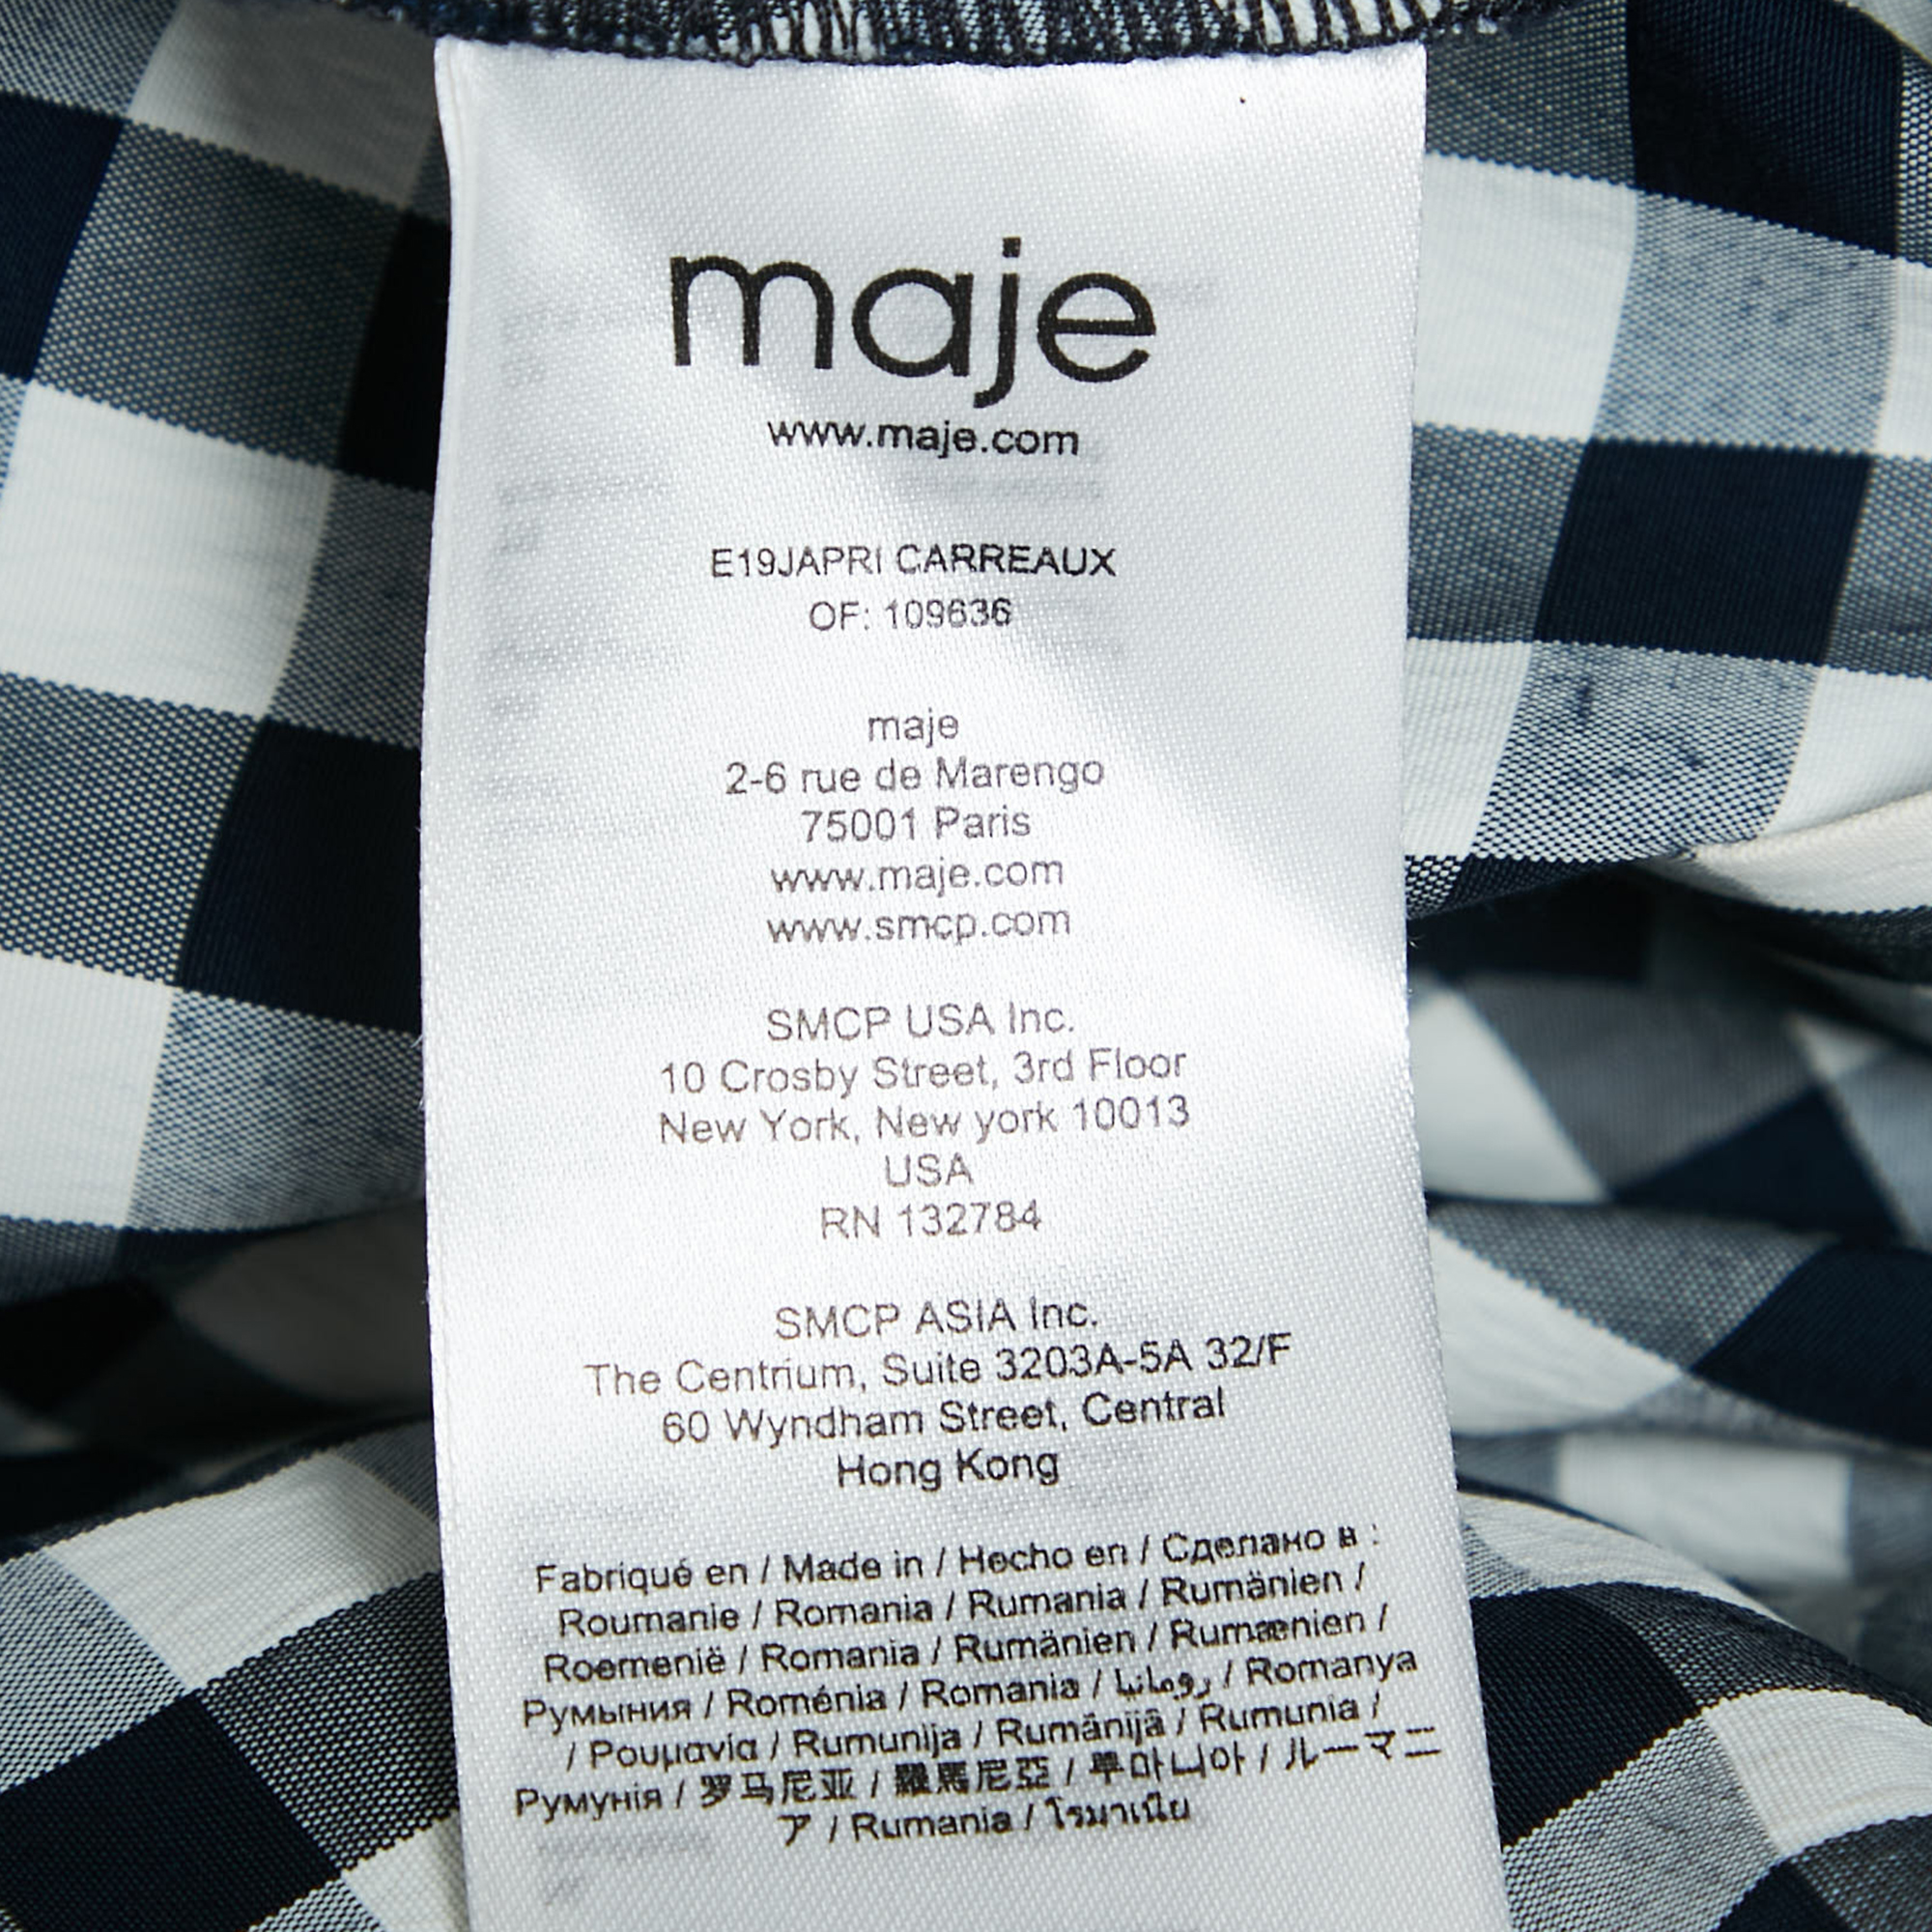 maje
www.maje.com
E19JAPRI CARREAUX
OF: 109636
maje
2-6 rue de Marengo
75001 Paris
www.maje.com
www.smcp.com
SMCP USA Inc.
10 Crosby Street, 3rd Floor
New York, New york 10013
USA
RN 132784
SMCP ASIA Inc.
The Centrium, Suite 3203A-5A 32/F
60 Wyndham Street, Central
Hong Kong
Fabriqué en / Made in / Hecho en / Сделано в :
Roumanie / Romania / Rumania / Rumänien /
Roemenië / Romania / Rumänien / Rumænien /
Румыния / Roménia / Romania / رومانيا / Romanya
/ Ρουμανία / Rumunija / Rumānijā / Rumunia /
Румунія / 罗马尼亚 / 羅馬尼亞 / 루마니아 / ルーマニ
ア / Rumania / โรมาเนีย